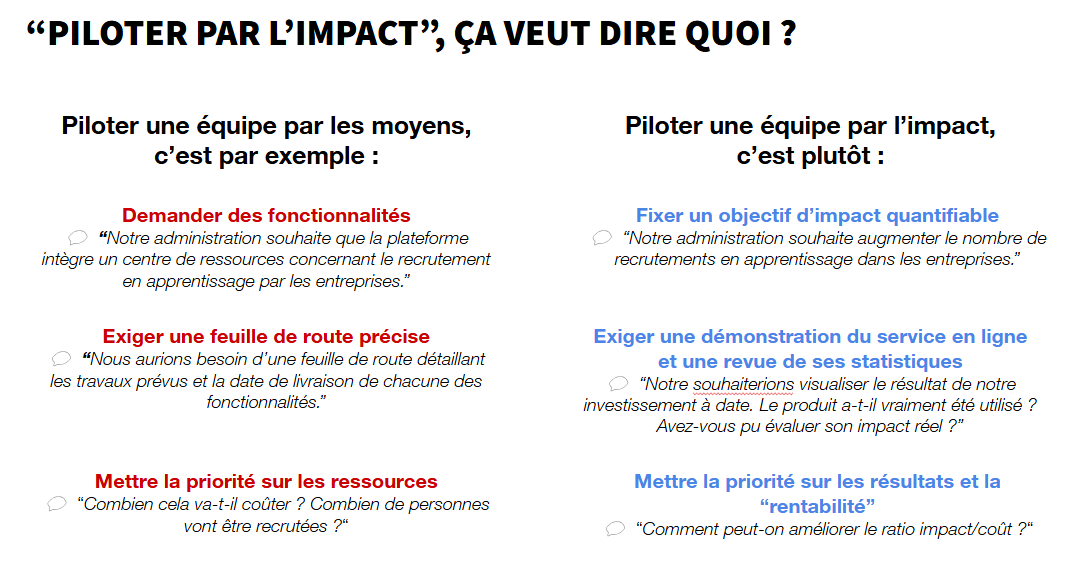 “PILOTER PAR L’IMPACT”, ÇA VEUT DIRE QUOI ?
Piloter une équipe par les moyens,
c’est par exemple :
Demander des fonctionnalités
“Notre administration souhaite que la plateforme
intègre un centre de ressources concernant le recrutement
en apprentissage par les entreprises.”
Exiger une feuille de route précise
“Nous aurions besoin d’une feuille de route détaillant
les travaux prévus et la date de livraison de chacune des
fonctionnalités.”
Mettre la priorité sur les ressources
“Combien cela va-t-il coûter ? Combien de personnes
vont être recrutées ?“
Piloter une équipe par l’impact,
c’est plutôt :
Fixer un objectif d’impact quantifiable
“Notre administration souhaite augmenter le nombre de
recrutements en apprentissage dans les entreprises.”
Exiger une démonstration du service en ligne
et une revue de ses statistiques
“Notre souhaiterions visualiser le résultat de notre
investissement à date. Le produit a-t-il vraiment été utilisé ?
Avez-vous pu évaluer son impact réel ?”
Mettre la priorité sur les résultats et la
“rentabilité”
“Comment peut-on améliorer le ratio impact/coût ?“